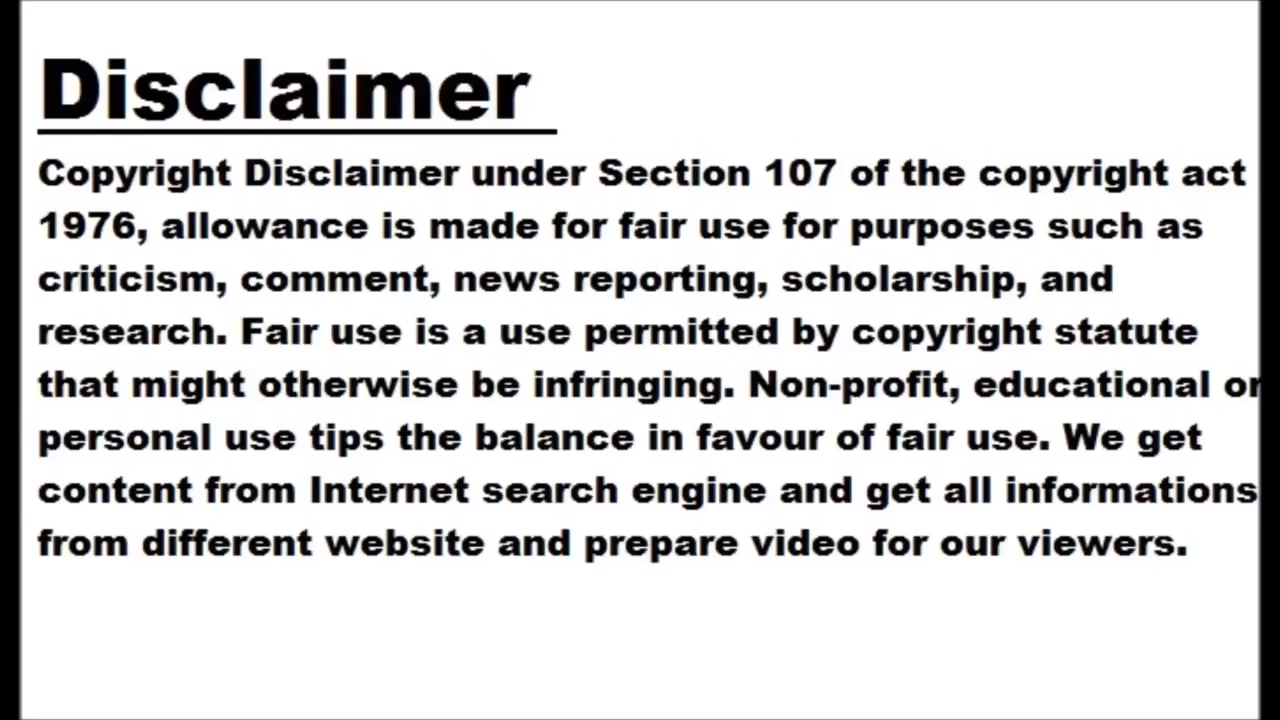 Disclaimer
Copyright Disclaimer under Section 107 of the copyright act
1976, allowance is made for fair use for purposes such as
criticism, comment, news reporting, scholarship, and
research. Fair use is a use permitted by copyright statute
that might otherwise be infringing. Non-profit, educational or
personal use tips the balance in favour of fair use. We get
content from Internet search engine and get all informations
from different website and prepare video for our viewers.